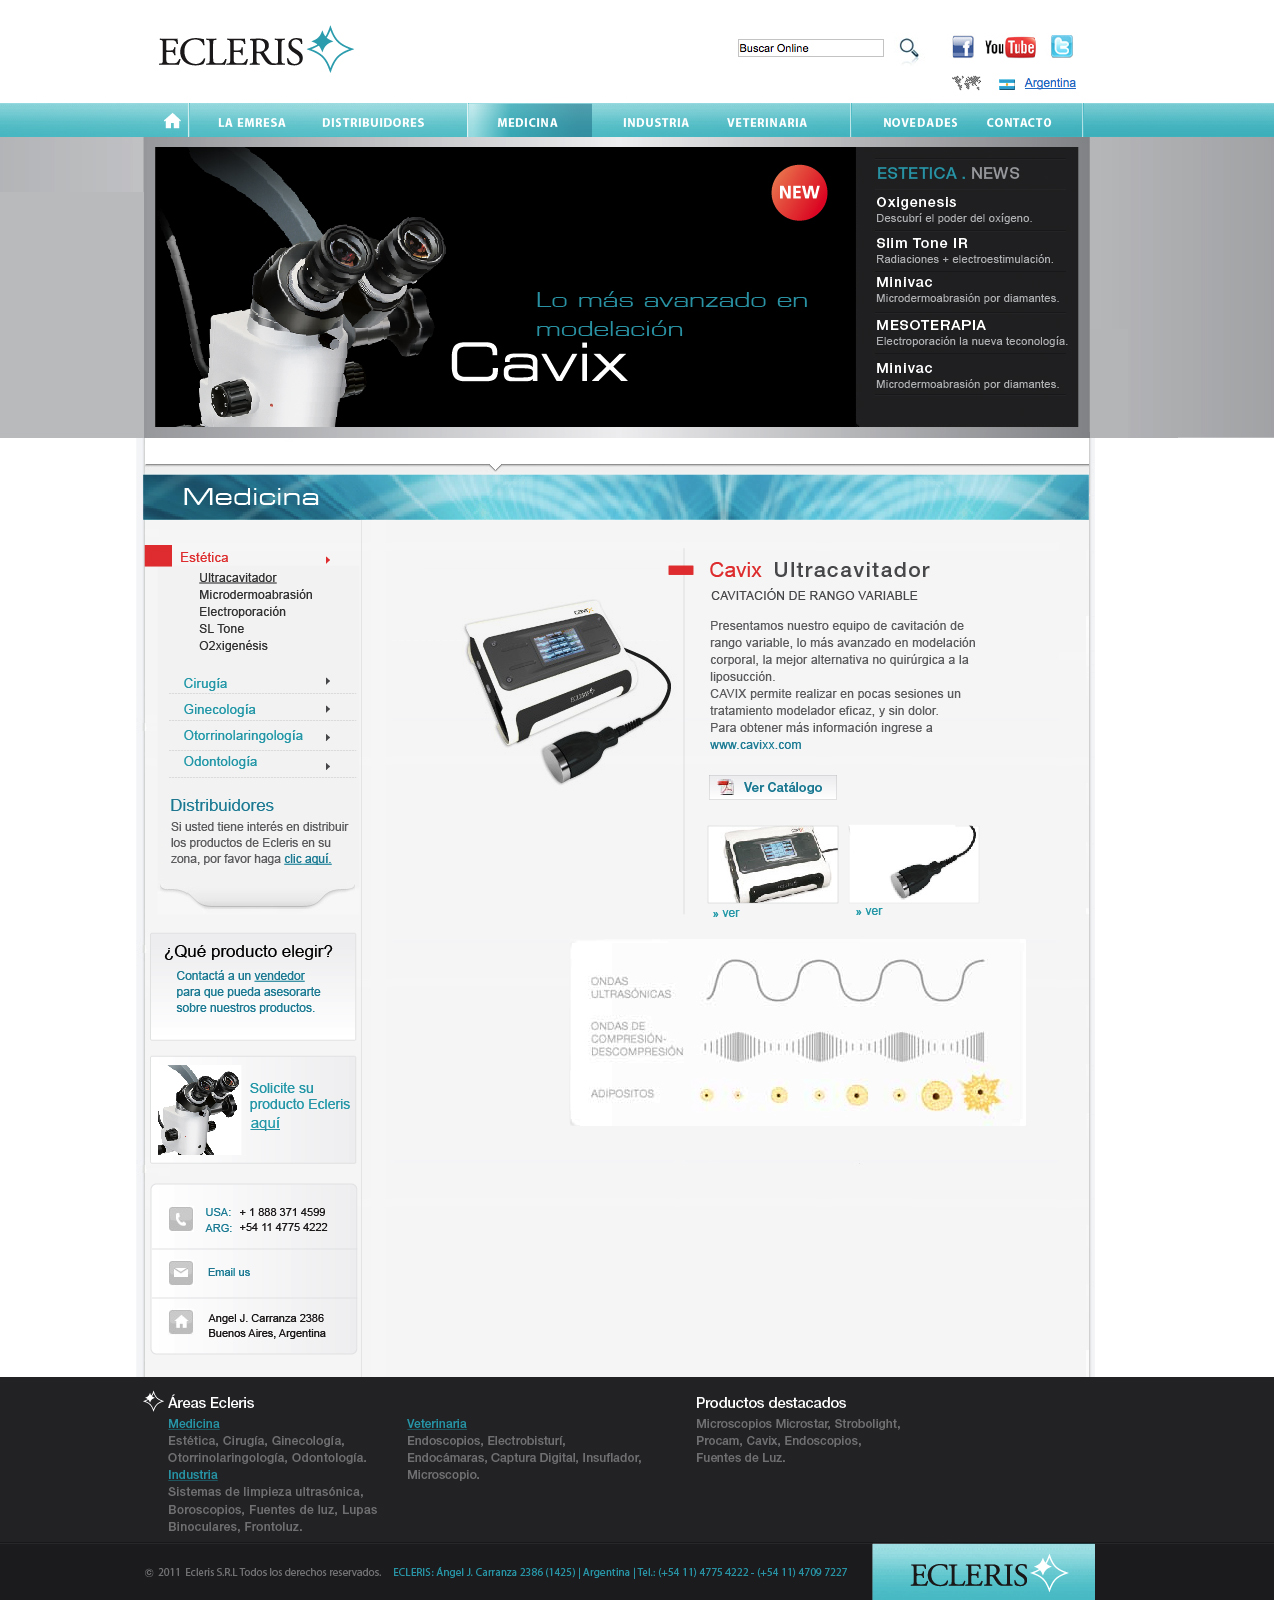 ECLERIS
Buscar Online
You Tube
Argentina
LA EMRESA
DISTRIBUIDORES
MEDICINA
INDUSTRIA
VETERINARIA
NOVEDADES
CONTACTO
NEW
Lo más avanzado en
modelación
Cavix
ESTETICA . NEWS
Oxigenesis
Descubrí el poder del oxígeno.
Slim Tone IR
Radiaciones + electroestimulación.
Minivac
Microdermoabrasión por diamantes.
MESOTERAPIA
Electroporación la nueva teconología.
Minivac
Microdermoabrasión por diamantes.
Medicina
Estética
Ultracavitador
Microdermoabrasión
Electroporación
SL Tone
O2xigenésis
Cirugía
Ginecología
Otorrinolaringología
Odontología
Distribuidores
Si usted tiene interés en distribuir
los productos de Ecleris en su
zona, por favor haga clic aquí.
¿Qué producto elegir?
Contactá a un vendedor
para que pueda asesorarte
sobre nuestros productos.
Solicite su
producto Ecleris
aquí
USA: + 1 888 371 4599
ARG: +54 11 4775 4222
Email us
Angel J. Carranza 2386
Buenos Aires, Argentina
Cavix Ultracavitador
CAVITACIÓN DE RANGO VARIABLE
Presentamos nuestro equipo de cavitación de
rango variable, lo más avanzado en modelación
corporal, la mejor alternativa no quirúrgica a la
liposucción.
CAVIX permite realizar en pocas sesiones un
tratamiento modelador eficaz, y sin dolor.
Para obtener más información ingrese a
www.cavixx.com
Ver Catálogo
» ver
» ver
ECLERIS
ONDAS
ULTRASÓNICAS
ONDAS DE
COMPRESIÓN-
DESCOMPRESIÓN
ADIPOSITOS
Áreas Ecleris
Medicina
Estética, Cirugía, Ginecología,
Otorrinolaringología, Odontología.
Industria
Sistemas de limpieza ultrasónica,
Boroscopios, Fuentes de luz, Lupas
Binoculares, Frontoluz.
Veterinaria
Endoscopios, Electrobisturí,
Endocámaras, Captura Digital, Insuflador,
Microscopio.
Productos destacados
Microscopios Microstar, Strobolight,
Procam, Cavix, Endoscopios,
Fuentes de Luz.
© 2011 Ecleris S.R.L Todos los derechos reservados.
ECLERIS: Ángel J. Carranza 2386 (1425) | Argentina | Tel.: (+54 11) 4775 4222 - (+54 11) 4709 7227
ECLERIS